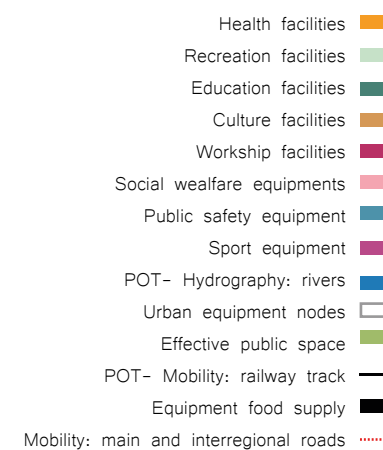 Health facilities
Recreation facilities
Education facilities
Culture facilities
Workship facilities
Social wealfare equipments
Public safety equipment
Sport equipment
POT- Hydrography: rivers
Urban equipment nodes
Effective public space
POT- Mobility: railway track
Equipment food supply
Mobility: main and interregional roads